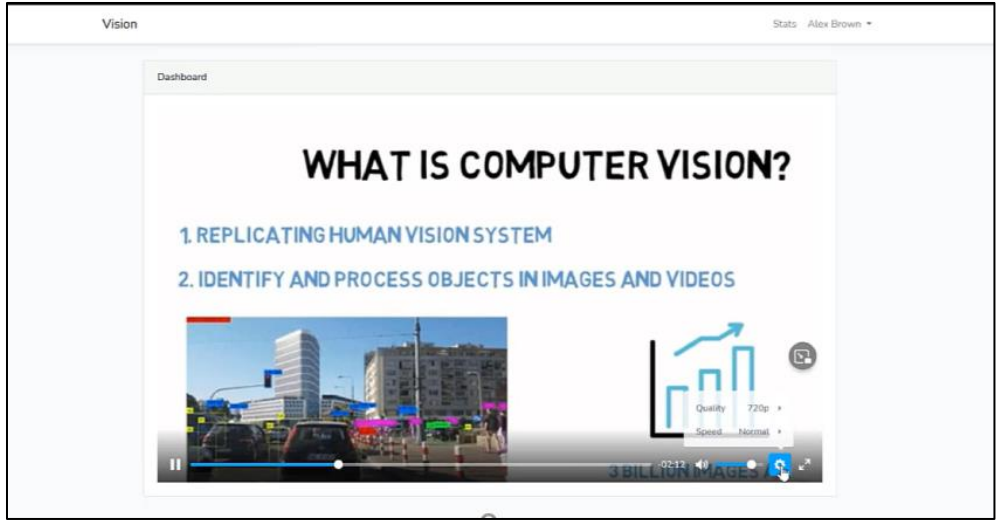 Vision
Stats Alex Brown
Dashboard
WHAT IS COMPUTER VISION?
1. REPLICATING HUMAN VISION SYSTEM
2. IDENTIFY AND PROCESS OBJECTS IN IMAGES AND VIDEOS
Quality 720p
Speed Normal
-02:12
3 BILLION IMAGES